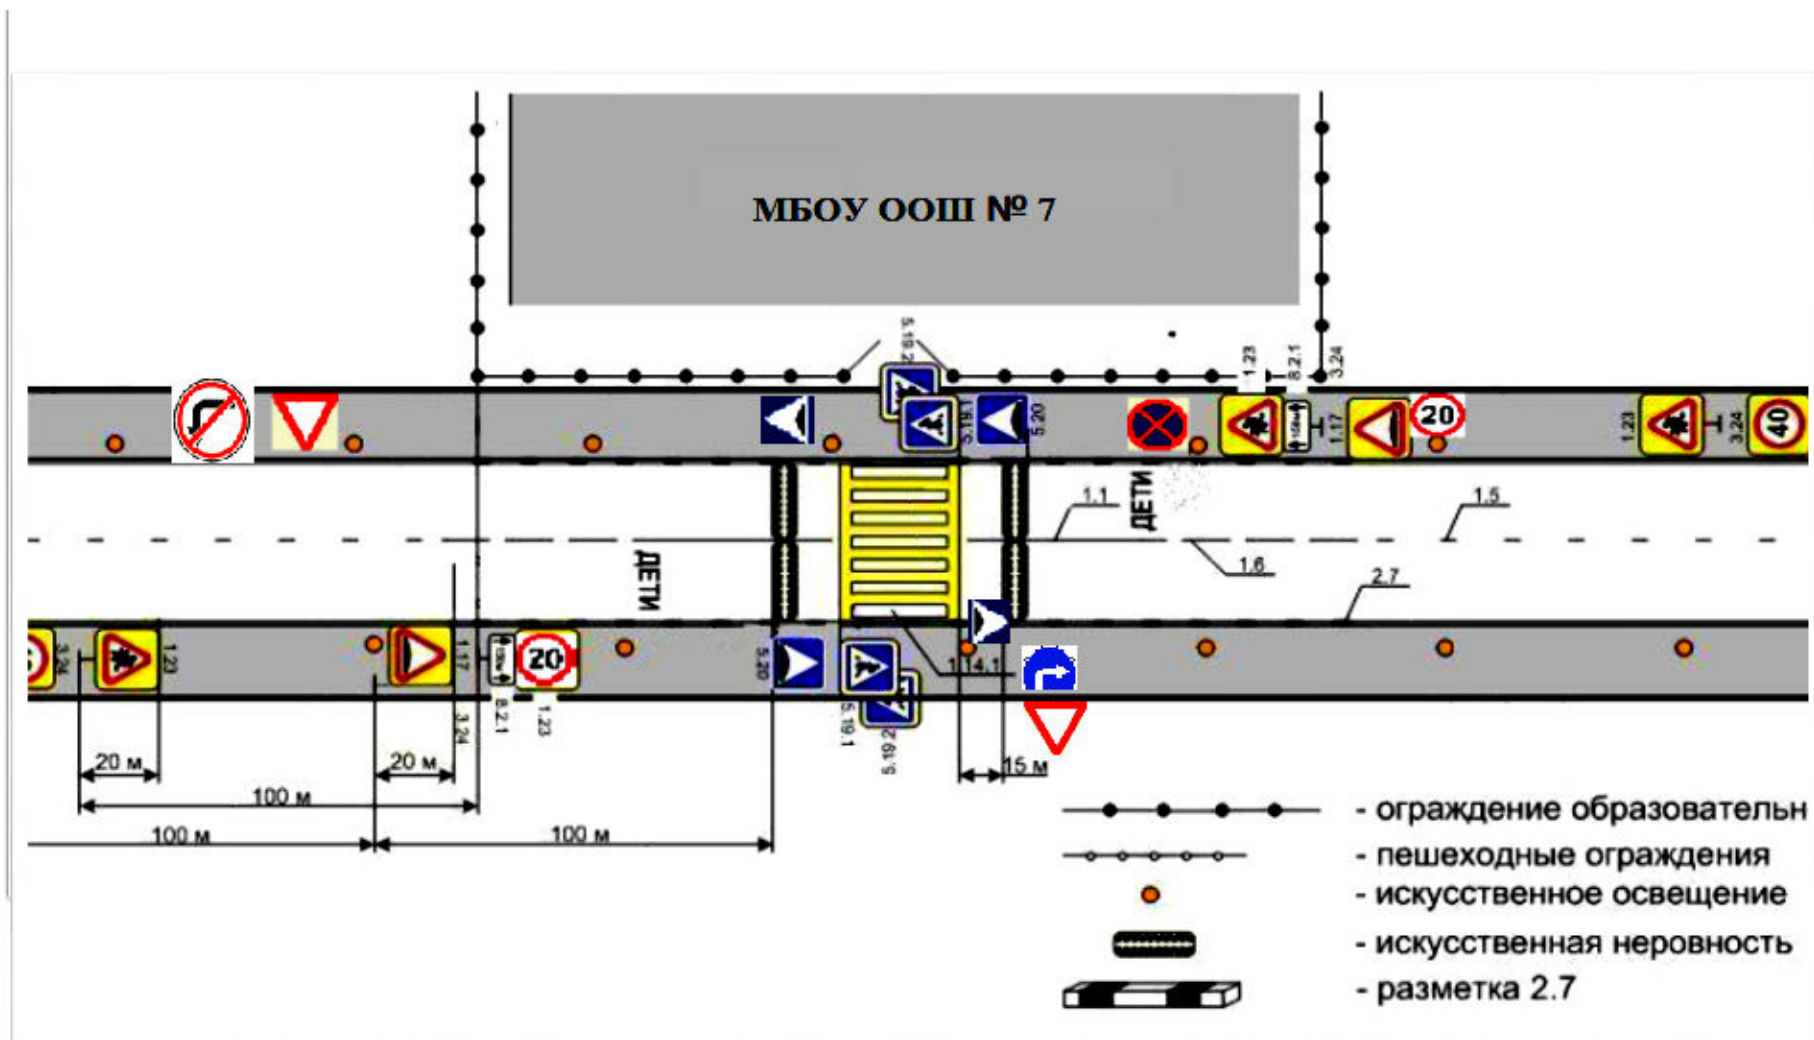 МБОУ ООШ № 7
5.19.2
1.23
8.2.1
3.24
5.19.1
5.20
1.17
20
1.23
3.24
40
ДЕТИ
1.1
1.5
1.6
2.7
ДЕТИ
3.24
1.23
1.17
20
5.20
1.14.1
3.24
8.2.1
1.23
5.19.1
5.19.2
20 м
20 м
15 м
100 м
100 м
100 м
- ограждение образовательн
- пешеходные ограждения
- искусственное освещение
- искусственная неровность
- разметка 2.7